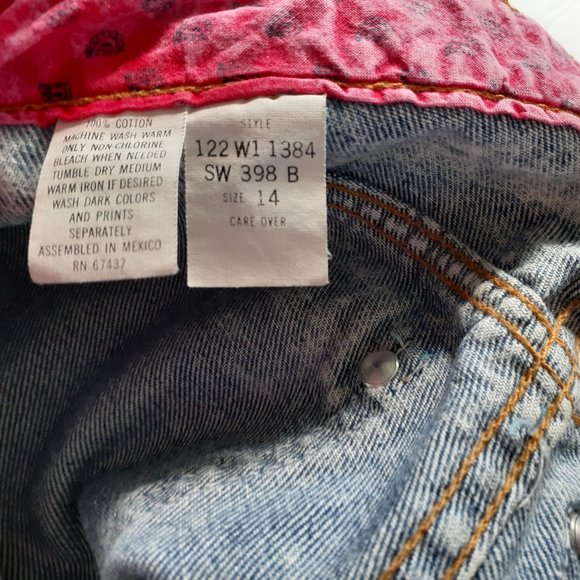 100% COTTON
MACHINE WASH WARM
ONLY NON-CHLORINE
BLEACH WHEN NEEDED
TUMBLE DRY MEDIUM
WARM IRON IF DESIRED
WASH DARK COLORS
AND PRINTS
SEPARATELY
ASSEMBLED IN MEXICO
RN 67437
STYLE
122 W1 1384
SW 398 B
SIZE 14
CARE OVER